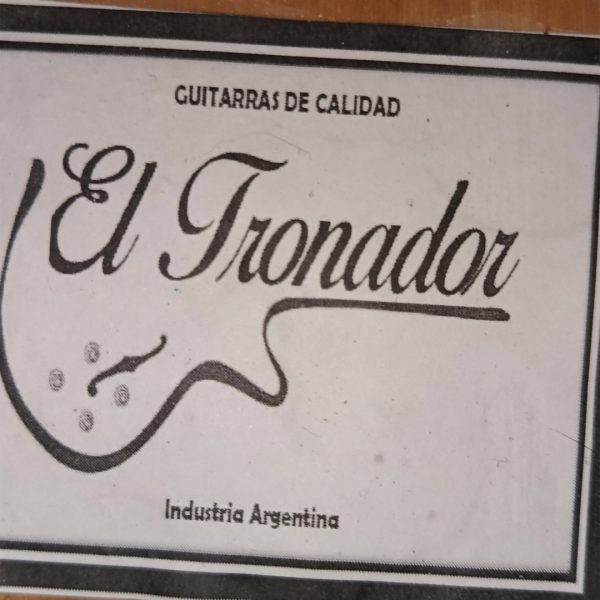 GUITARRAS DE CALIDAD
El Tronador
Industria Argentina